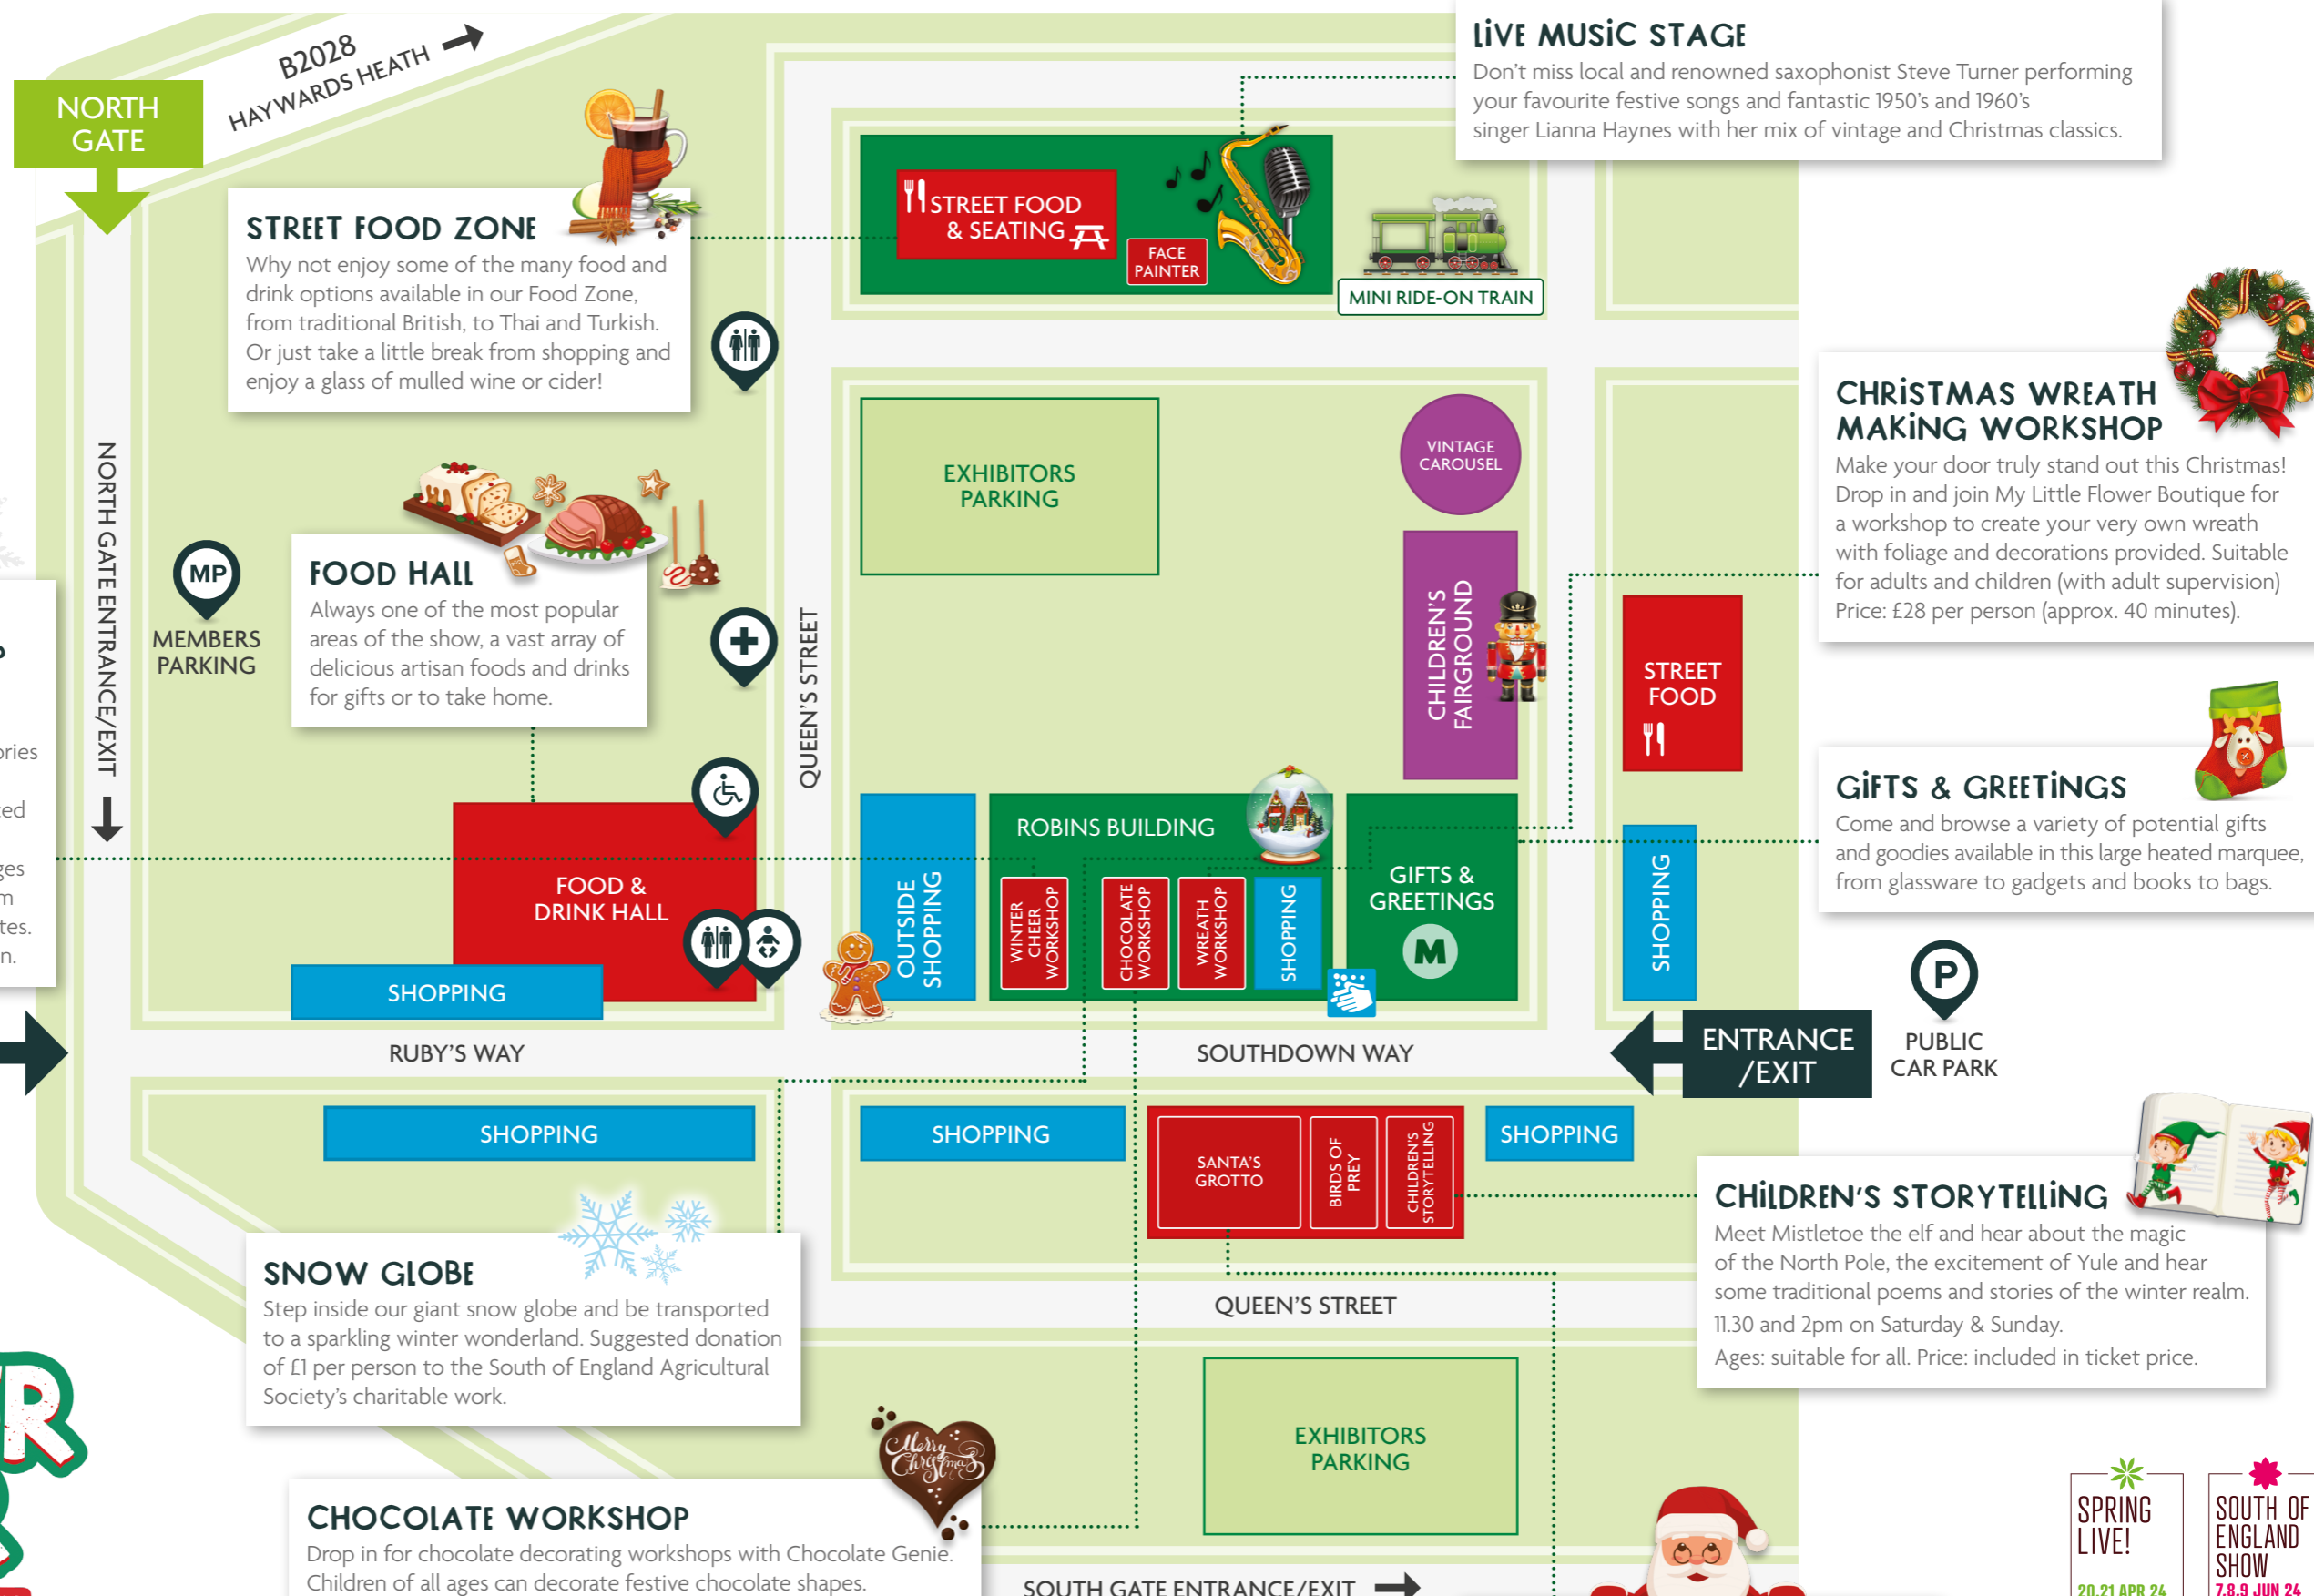 B2028
HAYWARDS HEATH
NORTH
GATE
LIVE MUSIC STAGE
Don't miss local and renowned saxophonist Steve Turner performing
your favourite festive songs and fantastic 1950's and 1960's
singer Lianna Haynes with her mix of vintage and Christmas classics.
STREET FOOD ZONE
Why not enjoy some of the many food and
drink options available in our Food Zone,
from traditional British, to Thai and Turkish.
Or just take a little break from shopping and
enjoy a glass of mulled wine or cider!
STREET FOOD
& SEATING
FACE
PAINTER
MINI RIDE-ON TRAIN
CHRISTMAS WREATH
MAKING WORKSHOP
Make your door truly stand out this Christmas!
Drop in and join My Little Flower Boutique for
a workshop to create your very own wreath
with foliage and decorations provided. Suitable
for adults and children (with adult supervision)
Price: £28 per person (approx. 40 minutes).
EXHIBITORS
PARKING
VINTAGE
CAROUSEL
NORTH GATE ENTRANCE/EXIT
MP
MEMBERS
PARKING
FOOD HALL
Always one of the most popular
areas of the show, a vast array of
delicious artisan foods and drinks
for gifts or to take home.
QUEEN'S STREET
CHILDREN'S
FAIRGROUND
STREET
FOOD
GIFTS & GREETINGS
Come and browse a variety of potential gifts
and goodies available in this large heated marquee,
from glassware to gadgets and books to bags.
FOOD &
DRINK HALL
SHOPPING
OUTSIDE
SHOPPING
ROBINS BUILDING
WINTER
CHEER
WORKSHOP
CHOCOLATE
WORKSHOP
WREATH
WORKSHOP
SHOPPING
GIFTS &
GREETINGS
M
SHOPPING
P
PUBLIC
CAR PARK
ENTRANCE
/EXIT
RUBY'S WAY
SOUTHDOWN WAY
SHOPPING
SHOPPING
SANTA'S
GROTTO
BIRDS OF
PREY
CHILDREN'S
STORYTELLING
SHOPPING
CHILDREN'S STORYTELLING
Meet Mistletoe the elf and hear about the magic
of the North Pole, the excitement of Yule and hear
some traditional poems and stories of the winter realm.
11.30 and 2pm on Saturday & Sunday.
Ages: suitable for all. Price: included in ticket price.
SNOW GLOBE
Step inside our giant snow globe and be transported
to a sparkling winter wonderland. Suggested donation
of £1 per person to the South of England Agricultural
Society's charitable work.
QUEEN'S STREET
EXHIBITORS
PARKING
Merry
Christmas
CHOCOLATE WORKSHOP
Drop in for chocolate decorating workshops with Chocolate Genie.
Children of all ages can decorate festive chocolate shapes.
SOUTH GATE ENTRANCE/EXIT
SPRING
LIVE!
20.21 APR 24
SOUTH OF
ENGLAND
SHOW
7.8.9 JUN 24